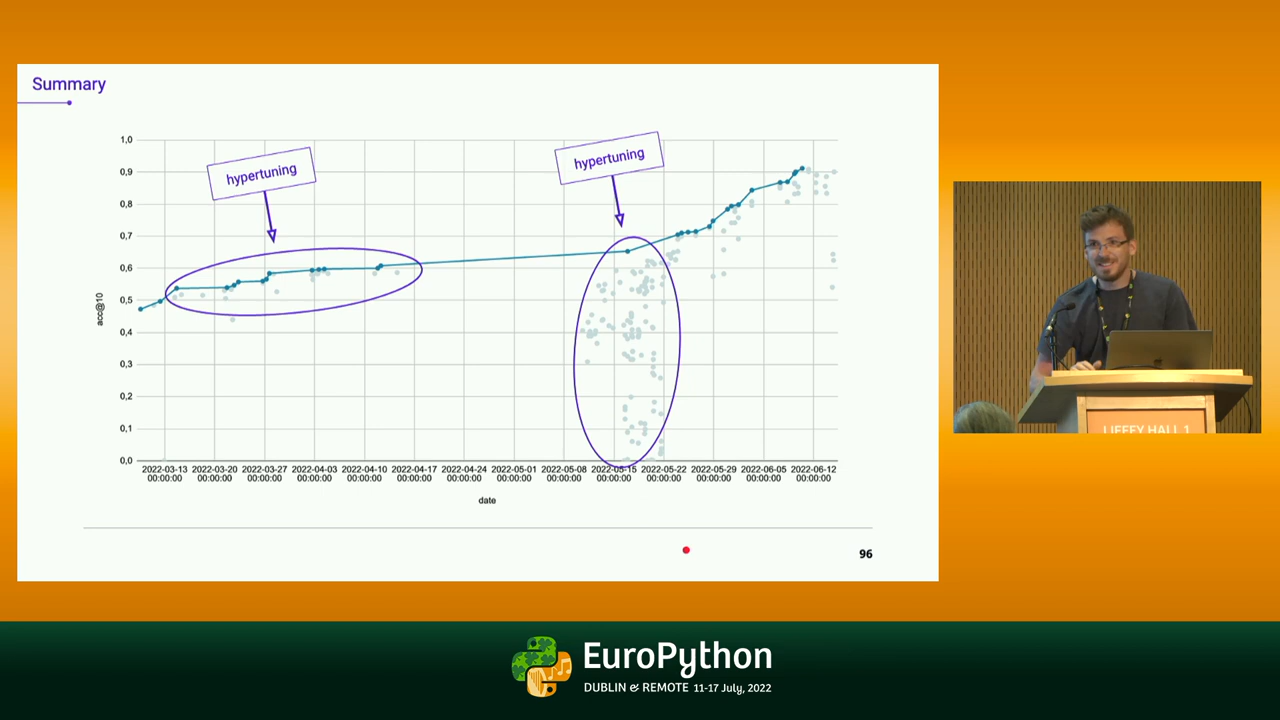 Summary
hypertuning
hypertuning
1,0
0,9
0,8
0,7
0,6
0,5
0,4
0,3
0,2
0,1
0,0
acc@10
2022-03-13 2022-03-20 2022-03-27 2022-04-03 2022-04-10 2022-04-17 2022-04-24 2022-05-01 2022-05-08 2022-05-15 2022-05-22 2022-05-29 2022-06-05 2022-06-12
00:00:00 00:00:00 00:00:00 00:00:00 00:00:00 00:00:00 00:00:00 00:00:00 00:00:00 00:00:00 00:00:00 00:00:00 00:00:00 00:00:00
date
96
LIFFEY HALL 1
EuroPython
DUBLIN & REMOTE 11-17 July, 2022